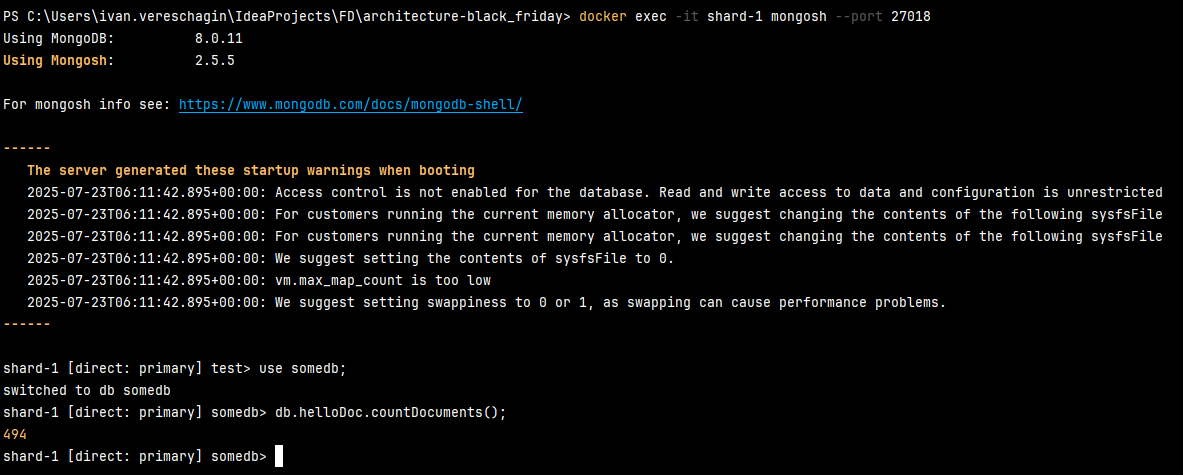 PS C:\Users\ivan.vereschagin\IdeaProjects\FD\architecture-black_friday> docker exec -it shard-1 mongosh --port 27018
Using MongoDB:          8.0.11
Using Mongosh:          2.5.5
For mongosh info see: https://www.mongodb.com/docs/mongodb-shell/
------
   The server generated these startup warnings when booting
   2025-07-23T06:11:42.895+00:00: Access control is not enabled for the database. Read and write access to data and configuration is unrestricted
   2025-07-23T06:11:42.895+00:00: For customers running the current memory allocator, we suggest changing the contents of the following sysfsFile
   2025-07-23T06:11:42.895+00:00: For customers running the current memory allocator, we suggest changing the contents of the following sysfsFile
   2025-07-23T06:11:42.895+00:00: We suggest setting the contents of sysfsFile to 0.
   2025-07-23T06:11:42.895+00:00: vm.max_map_count is too low
   2025-07-23T06:11:42.895+00:00: We suggest setting swappiness to 0 or 1, as swapping can cause performance problems.
------
shard-1 [direct: primary] test> use somedb;
switched to db somedb
shard-1 [direct: primary] somedb> db.helloDoc.countDocuments();
494
shard-1 [direct: primary] somedb>